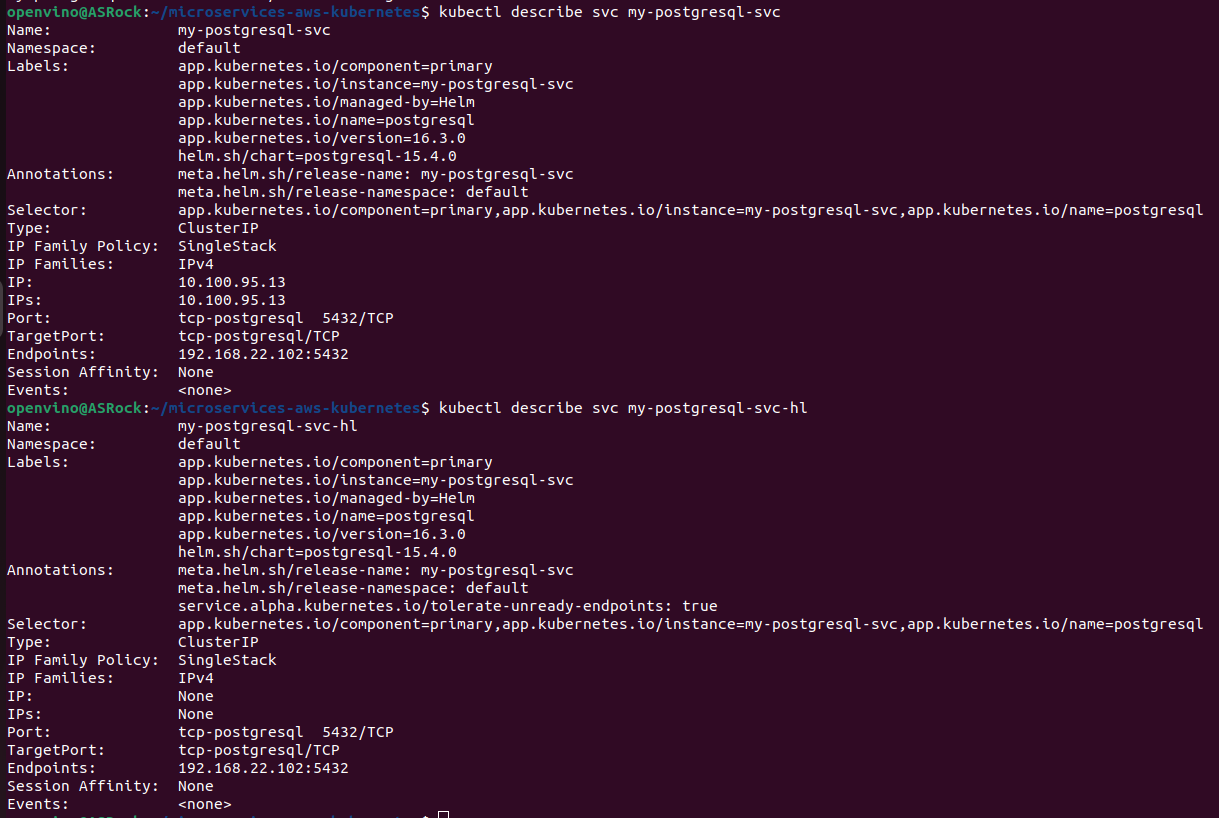 openvino@ASRock:~/microservices-aws-kubernetes$ kubectl describe svc my-postgresql-svc
Name:              my-postgresql-svc
Namespace:         default
Labels:            app.kubernetes.io/component=primary
                   app.kubernetes.io/instance=my-postgresql-svc
                   app.kubernetes.io/managed-by=Helm
                   app.kubernetes.io/name=postgresql
                   app.kubernetes.io/version=16.3.0
                   helm.sh/chart=postgresql-15.4.0
Annotations:       meta.helm.sh/release-name: my-postgresql-svc
                   meta.helm.sh/release-namespace: default
Selector:          app.kubernetes.io/component=primary,app.kubernetes.io/instance=my-postgresql-svc,app.kubernetes.io/name=postgresql
Type:              ClusterIP
IP Family Policy:  SingleStack
IP Families:       IPv4
IP:                10.100.95.13
IPs:               10.100.95.13
Port:              tcp-postgresql  5432/TCP
TargetPort:        tcp-postgresql/TCP
Endpoints:         192.168.22.102:5432
Session Affinity:  None
Events:            <none>
openvino@ASRock:~/microservices-aws-kubernetes$ kubectl describe svc my-postgresql-svc-hl
Name:              my-postgresql-svc-hl
Namespace:         default
Labels:            app.kubernetes.io/component=primary
                   app.kubernetes.io/instance=my-postgresql-svc
                   app.kubernetes.io/managed-by=Helm
                   app.kubernetes.io/name=postgresql
                   app.kubernetes.io/version=16.3.0
                   helm.sh/chart=postgresql-15.4.0
Annotations:       meta.helm.sh/release-name: my-postgresql-svc
                   meta.helm.sh/release-namespace: default
                   service.alpha.kubernetes.io/tolerate-unready-endpoints: true
Selector:          app.kubernetes.io/component=primary,app.kubernetes.io/instance=my-postgresql-svc,app.kubernetes.io/name=postgresql
Type:              ClusterIP
IP Family Policy:  SingleStack
IP Families:       IPv4
IP:                None
IPs:               None
Port:              tcp-postgresql  5432/TCP
TargetPort:        tcp-postgresql/TCP
Endpoints:         192.168.22.102:5432
Session Affinity:  None
Events:            <none>